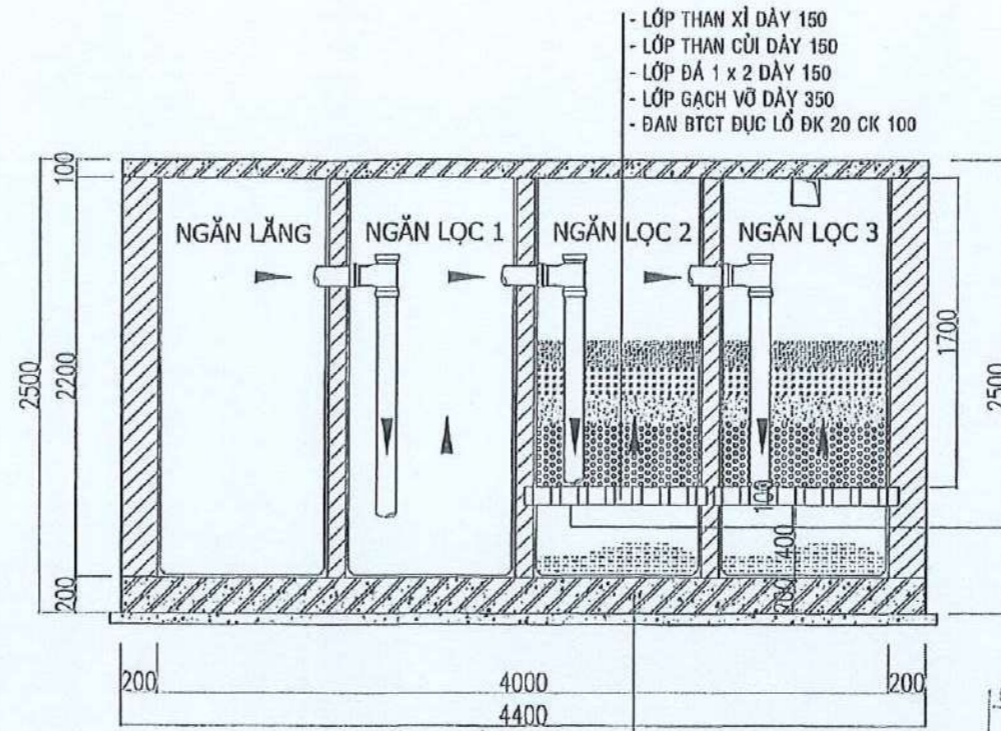 - LỚP THAN XỈ DÀY 150
- LỚP THAN CỦI DÀY 150
- LỚP ĐÁ 1 x 2 DÀY 150
- LỚP GẠCH VỠ DÀY 350
- ĐAN BTCT ĐỤC LỖ ĐK 20 CK 100
100
NGĂN LẮNG NGĂN LỌC 1 NGĂN LỌC 2 NGĂN LỌC 3
2500
2200
1700
2500
100
400
200
200
200 4000 200
4400